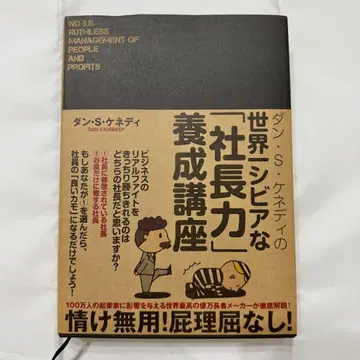 NO B.S.
RUTHLESS
MANAGEMENT OF
PEOPLE
AND
PROFITS
ダン・S・ケネディ
DAN S.KENNEDY
ダン・S・ケネディの
世界一シビアな
「社長力」
養成講座
ビジネスの
リアルファイトを
きっちり勝ちきれるのは
どちらの社長だと思いますか？
①社員に尊敬されている社長
②お金だけに執する社長
もしあなたが①を選んだら、
社員の“良いカモ”になるだけでしょう！
100万人の起業家に影響を与える世界最高の億万長者メーカーが徹底解説！
情け無用！屁理屈なし！